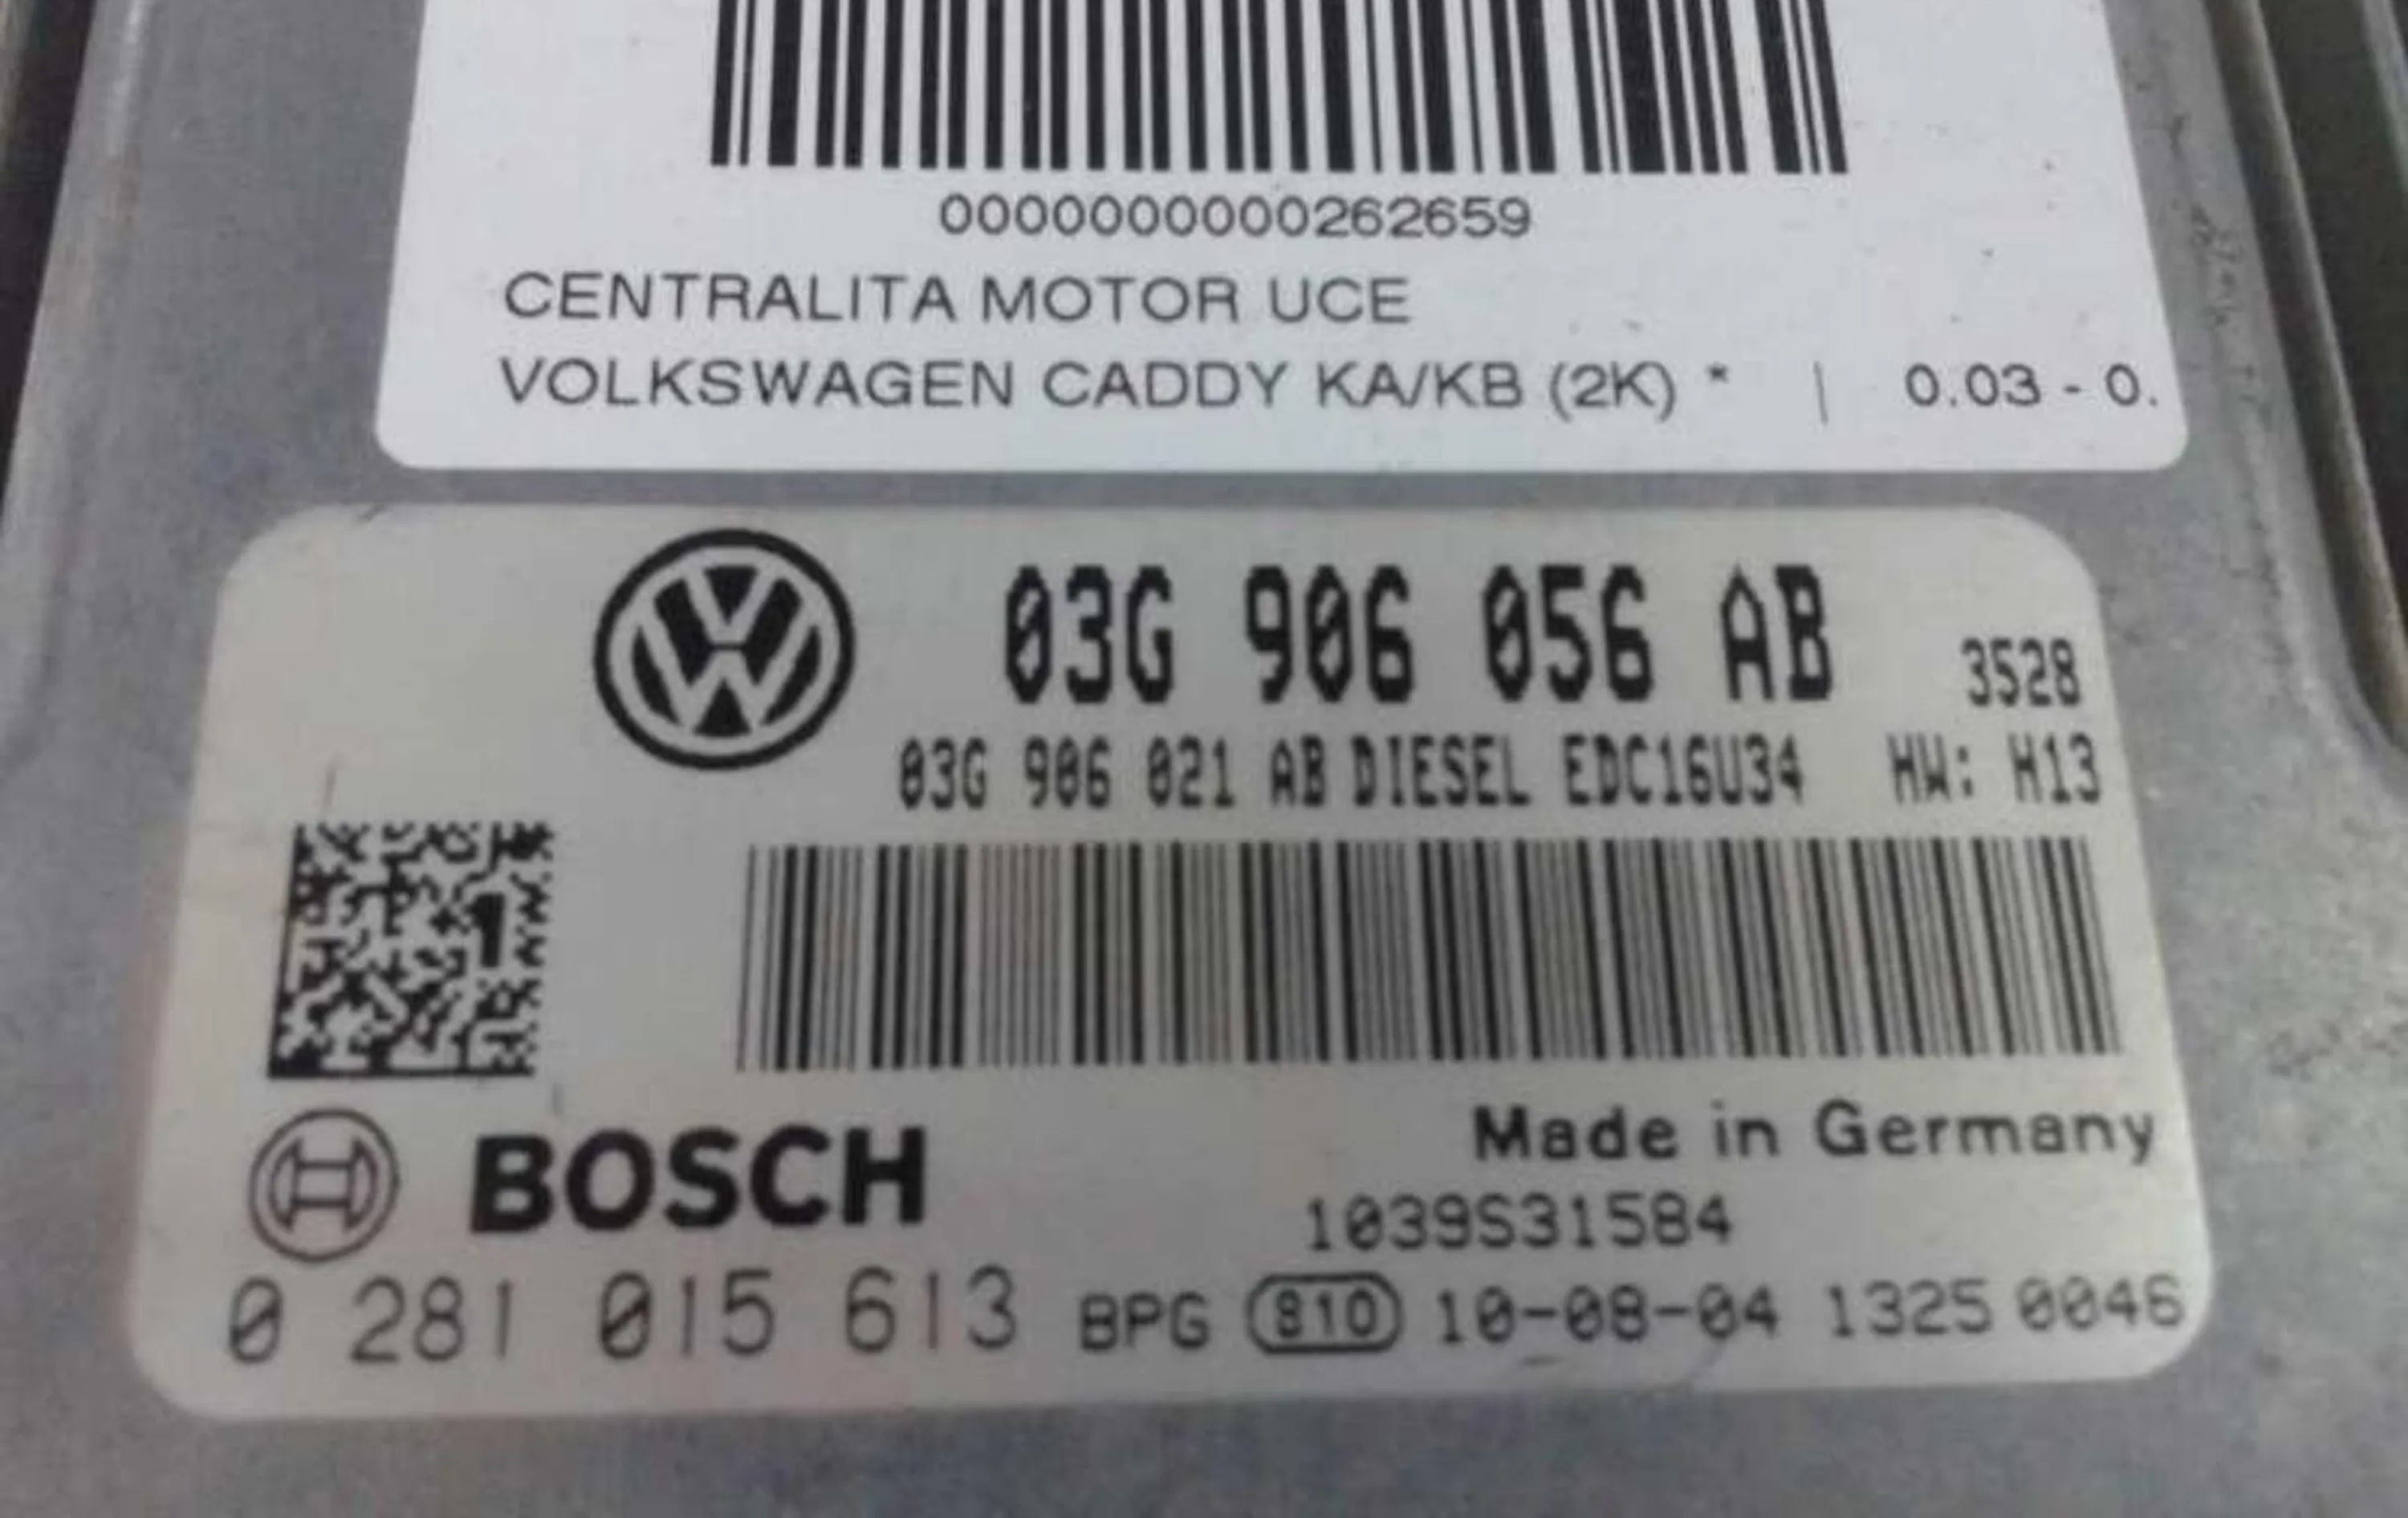 0000000000262659
CENTRALITA MOTOR UCE
VOLKSWAGEN CADDY KA/KB (2K) * | 0.03 - 0.
03G 906 056 AB 3528
03G 906 021 AB DIESEL EDC16U34 HW: H13
BOSCH
Made in Germany
1039S31584
0 281 015 613 BPG 810 10-08-04 1325 0046